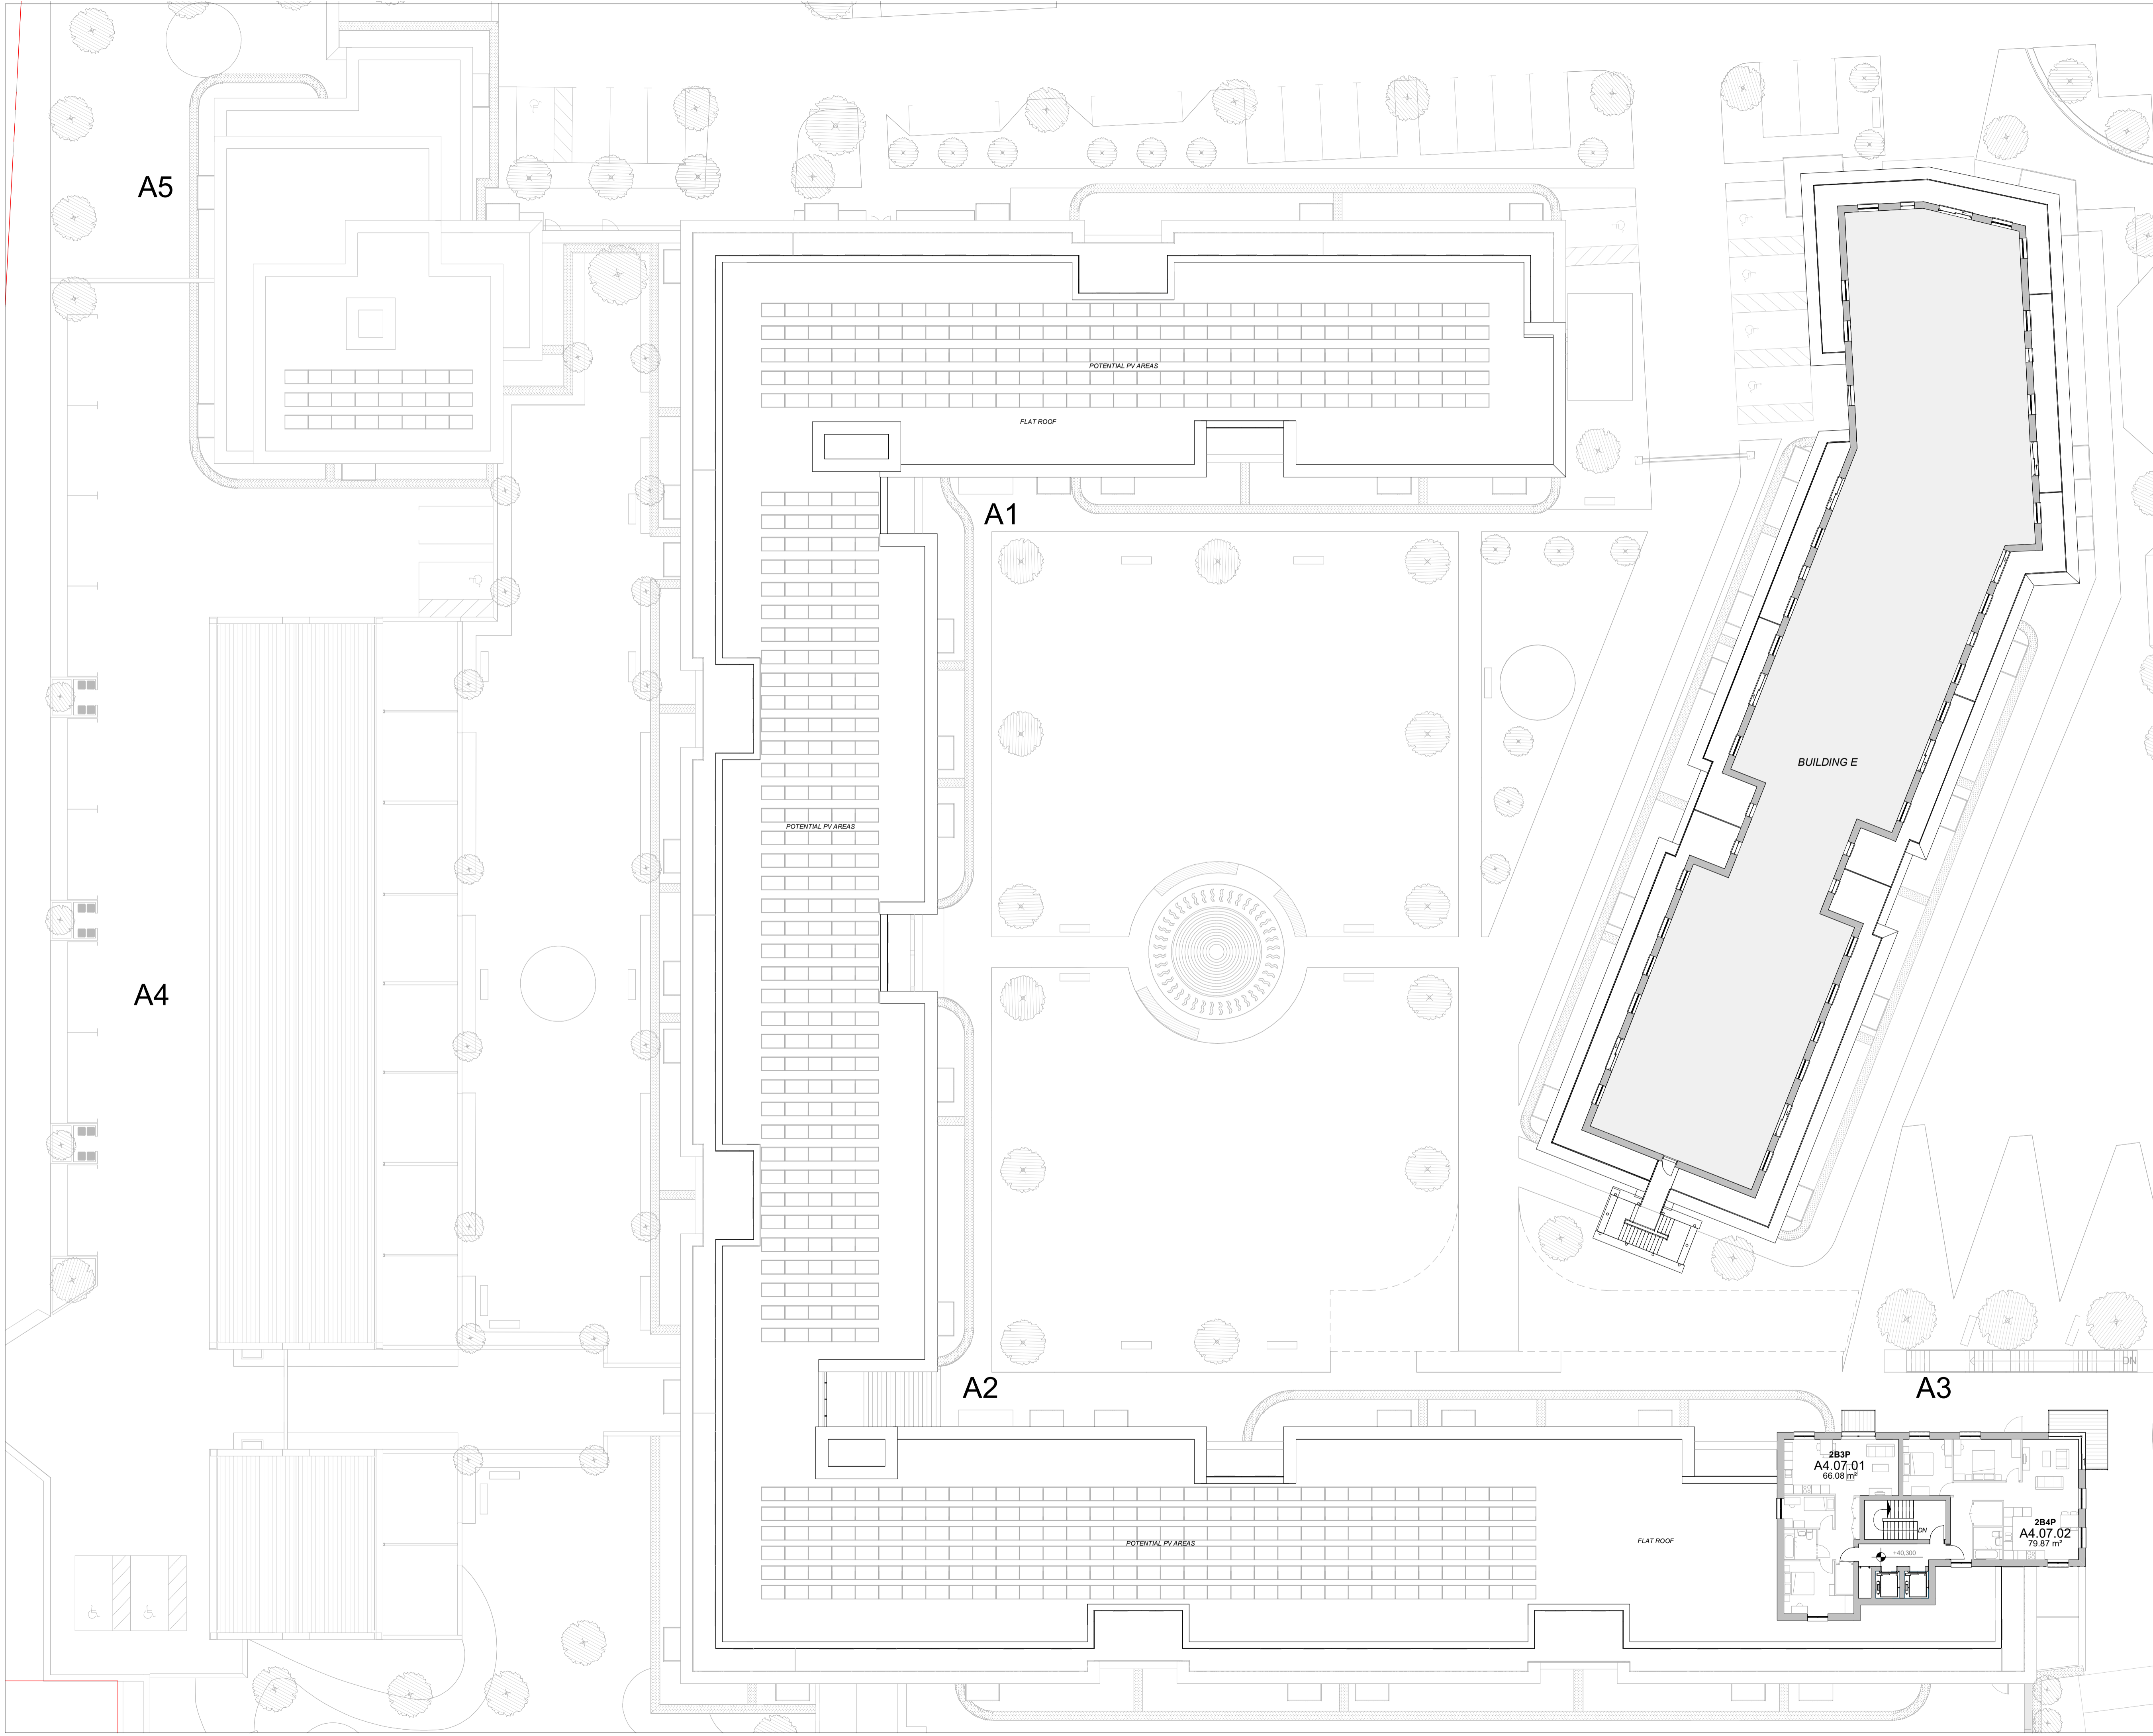 A5
POTENTIAL PV AREAS
FLAT ROOF
A1
BUILDING E
POTENTIAL PV AREAS
A4
DN
A2
A3
2B3P
A4.07.01
66.08 m²
2B4P
A4.07.02
79.87 m²
DN
+40,300
POTENTIAL PV AREAS
FLAT ROOF